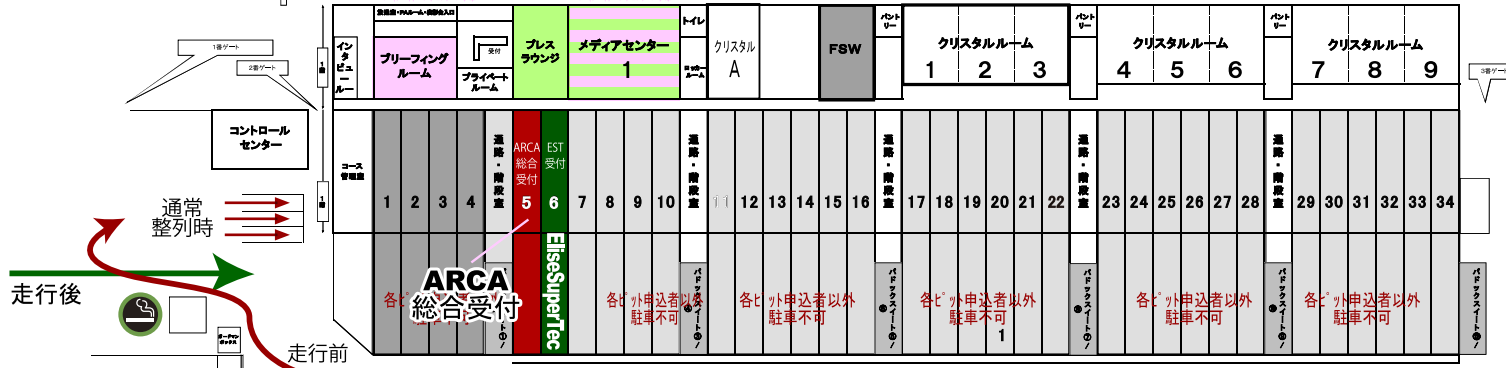 1番ゲート
2番ゲート
3番ゲート
コントロール
センター
通常
整列時
走行後
走行前
インタビュールー
ブリーフィング
ルーム
受付
プライベート
ルーム
プレス
ラウンジ
メディアセンター
1
トイレ
ロッカー
ルーム
クリスタル
A
FSW
パントリー
クリスタルルーム
1 2 3
パントリー
クリスタルルーム
4 5 6
パントリー
クリスタルルーム
7 8 9
コース
管理室
1 2 3 4
通路・階段室
ARCA
総合
受付
5
EST
受付
6
7 8 9 10
通路・階段室
11 12 13 14 15 16
通路・階段室
17 18 19 20 21 22
通路・階段室
23 24 25 26 27 28
通路・階段室
29 30 31 32 33 34
ARCA
総合受付
EliseSuperTec
各ピット申込者以外
駐車不可
各ピット申込者以外
駐車不可
各ピット申込者以外
駐車不可
1
各ピット申込者以外
駐車不可
各ピット申込者以外
駐車不可
パドックスイート
パドックスイート
パドックスイート
パドックスイート
パドックスイート